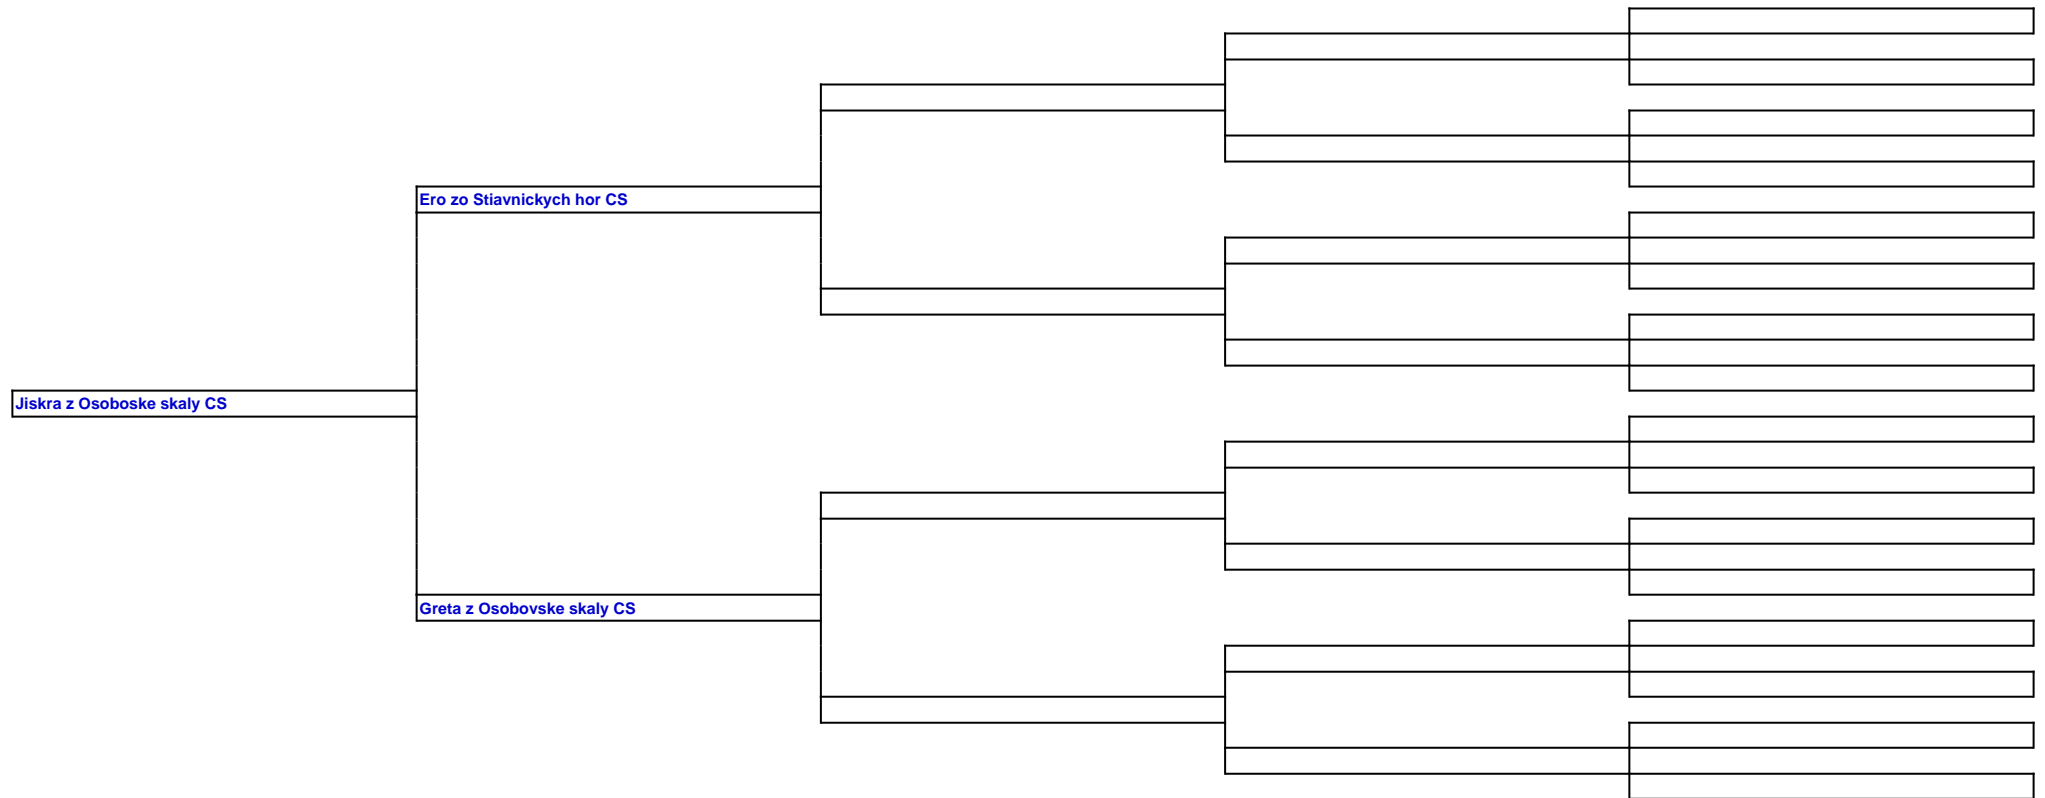 Ero zo Stiavnickych hor CS
Jiskra z Osoboske skaly CS
Greta z Osobovske skaly CS